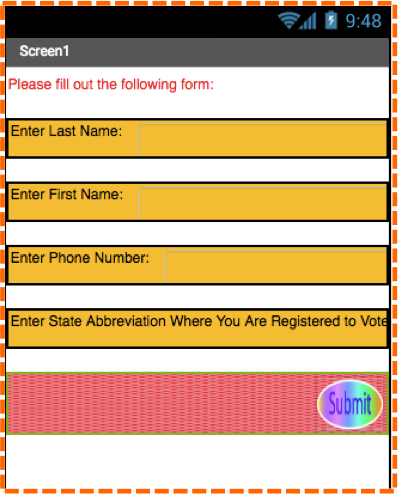 9:48
Screen1
Please fill out the following form:
Enter Last Name:
Enter First Name:
Enter Phone Number:
Enter State Abbreviation Where You Are Registered to Vote
Submit